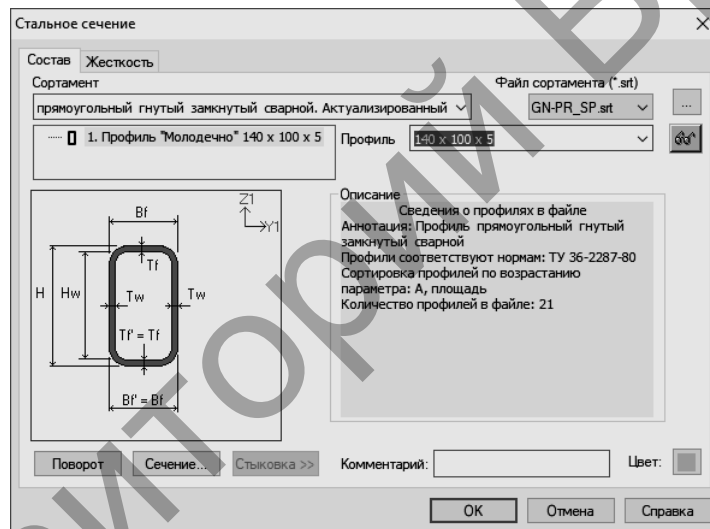 Стальное сечение
Состав Жесткость
Сортамент Файл сортамента (*.srt)
прямоугольный гнутый замкнутый сварной. Актуализированный GN-PR_SP.srt ...
1. Профиль "Молодечно" 140 x 100 x 5 Профиль 140 x 100 x 5
Описание
Сведения о профилях в файле
Аннотация: Профиль прямоугольный гнутый
замкнутый сварной
Профили соответствуют нормам: ТУ 36-2287-80
Сортировка профилей по возрастанию
параметра: A, площадь
Количество профилей в файле: 21
Z1
Y1
Bf
Tf
H Hw Tw Tw
Tf' = Tf
Bf' = Bf
Поворот Сечение... Стыковка >> Комментарий: Цвет:
OK Отмена Справка